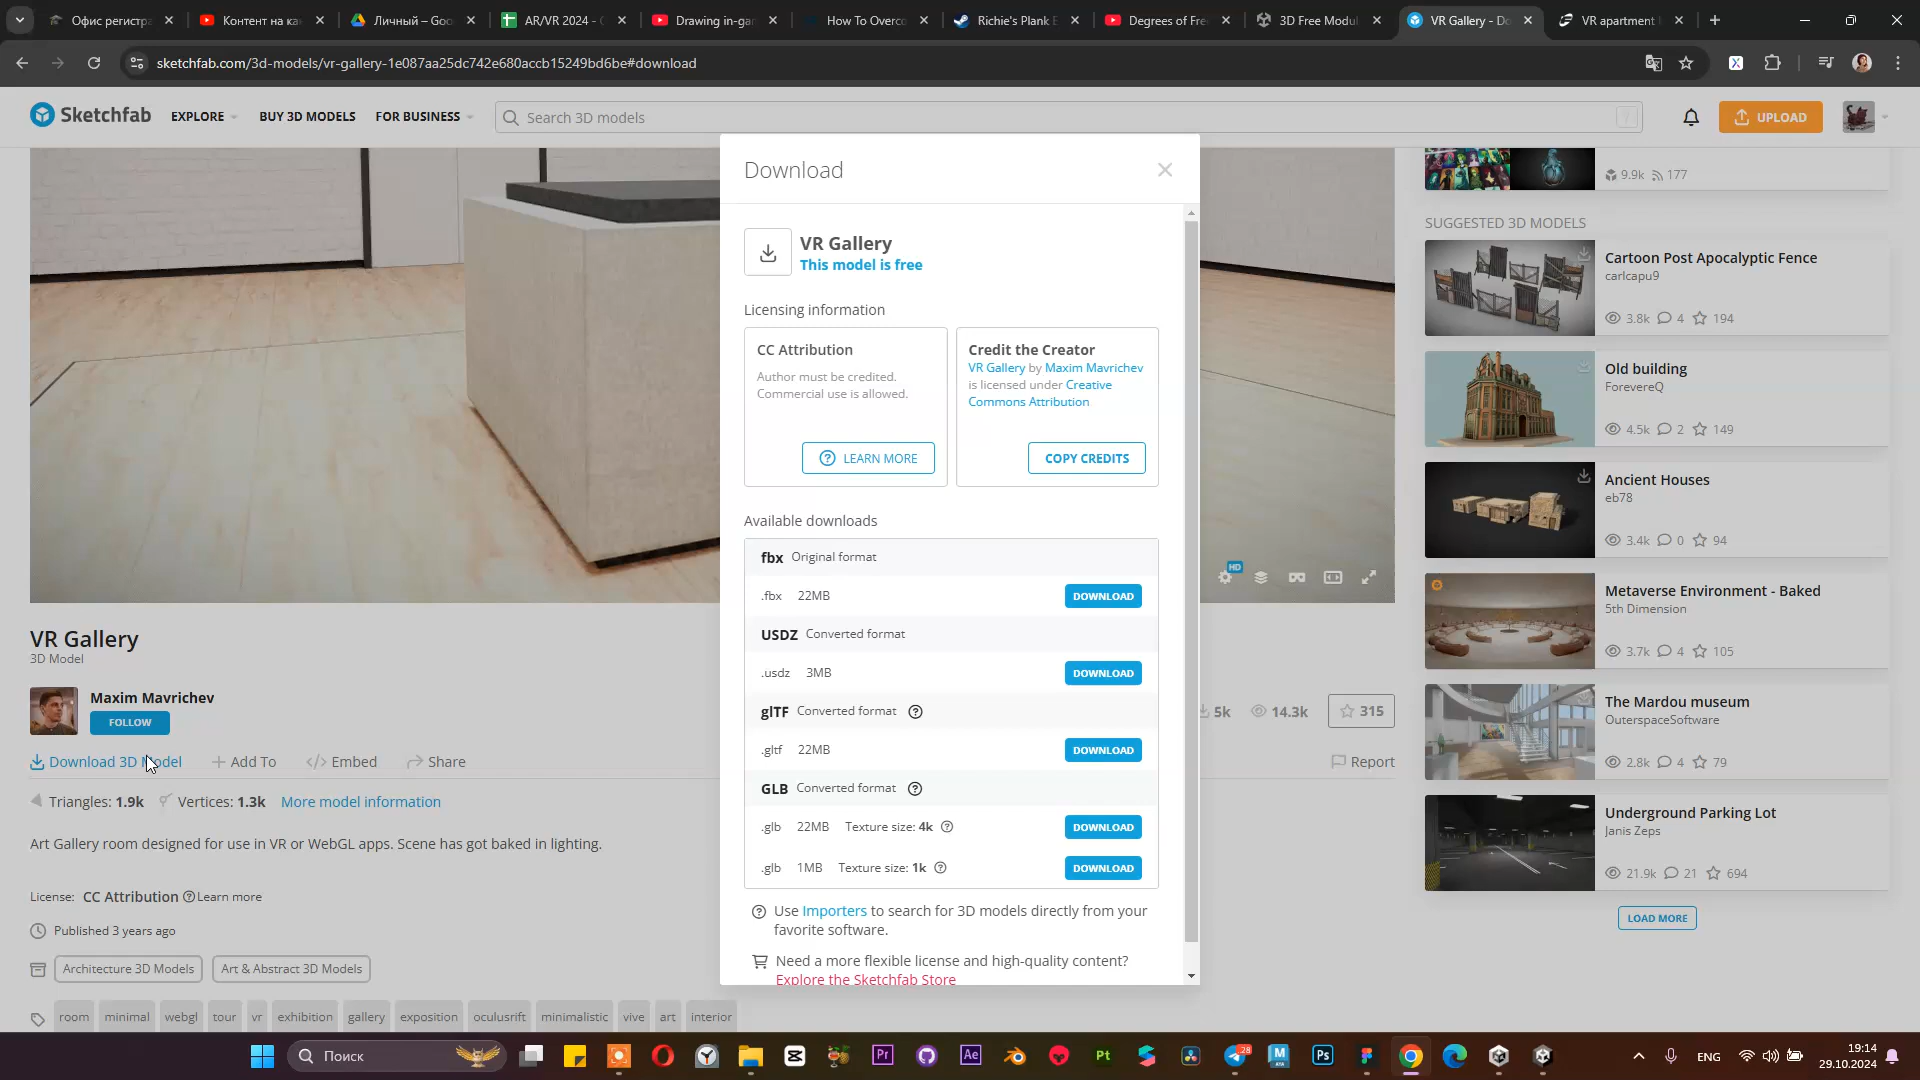 Офис регистра
Контент на ка
Личный – Goo
AR/VR 2024 - G
Drawing in-gam
How To Overco
Richie's Plank E
Degrees of Fre
3D Free Modul
VR Gallery - Do
VR apartment l
sketchfab.com/3d-models/vr-gallery-1e087aa25dc742e680accb15249bd6be#download
Sketchfab
EXPLORE
BUY 3D MODELS
FOR BUSINESS
Search 3D models
/
UPLOAD
Download
VR Gallery
This model is free
Licensing information
CC Attribution
Author must be credited.
Commercial use is allowed.
LEARN MORE
Credit the Creator
VR Gallery by Maxim Mavrichev
is licensed under Creative
Commons Attribution
COPY CREDITS
Available downloads
fbx Original format
.fbx 22MB DOWNLOAD
USDZ Converted format
.usdz 3MB DOWNLOAD
glTF Converted format ?
.gltf 22MB DOWNLOAD
GLB Converted format ?
.glb 22MB Texture size: 4k ? DOWNLOAD
.glb 1MB Texture size: 1k ? DOWNLOAD
Use Importers to search for 3D models directly from your
favorite software.
Need a more flexible license and high-quality content?
Explore the Sketchfab Store
HD
VR Gallery
3D Model
Maxim Mavrichev
FOLLOW
5k 14.3k 315
Download 3D Model
Add To
Embed
Share
Report
Triangles: 1.9k Vertices: 1.3k More model information
Art Gallery room designed for use in VR or WebGL apps. Scene has got baked in lighting.
License: CC Attribution ? Learn more
Published 3 years ago
Architecture 3D Models
Art & Abstract 3D Models
room minimal webgl tour vr exhibition gallery exposition oculusrift minimalistic vive art interior
9.9k 177
SUGGESTED 3D MODELS
Cartoon Post Apocalyptic Fence
carlcapu9
3.8k 4 194
Old building
ForevereQ
4.5k 2 149
Ancient Houses
eb78
3.4k 0 94
Metaverse Environment - Baked
5th Dimension
3.7k 4 105
The Mardou museum
OuterspaceSoftware
2.8k 4 79
Underground Parking Lot
Janis Zeps
21.9k 21 694
LOAD MORE
Поиск
Pr
Ae
Pt
28
M
Ps
ENG
19:14
29.10.2024